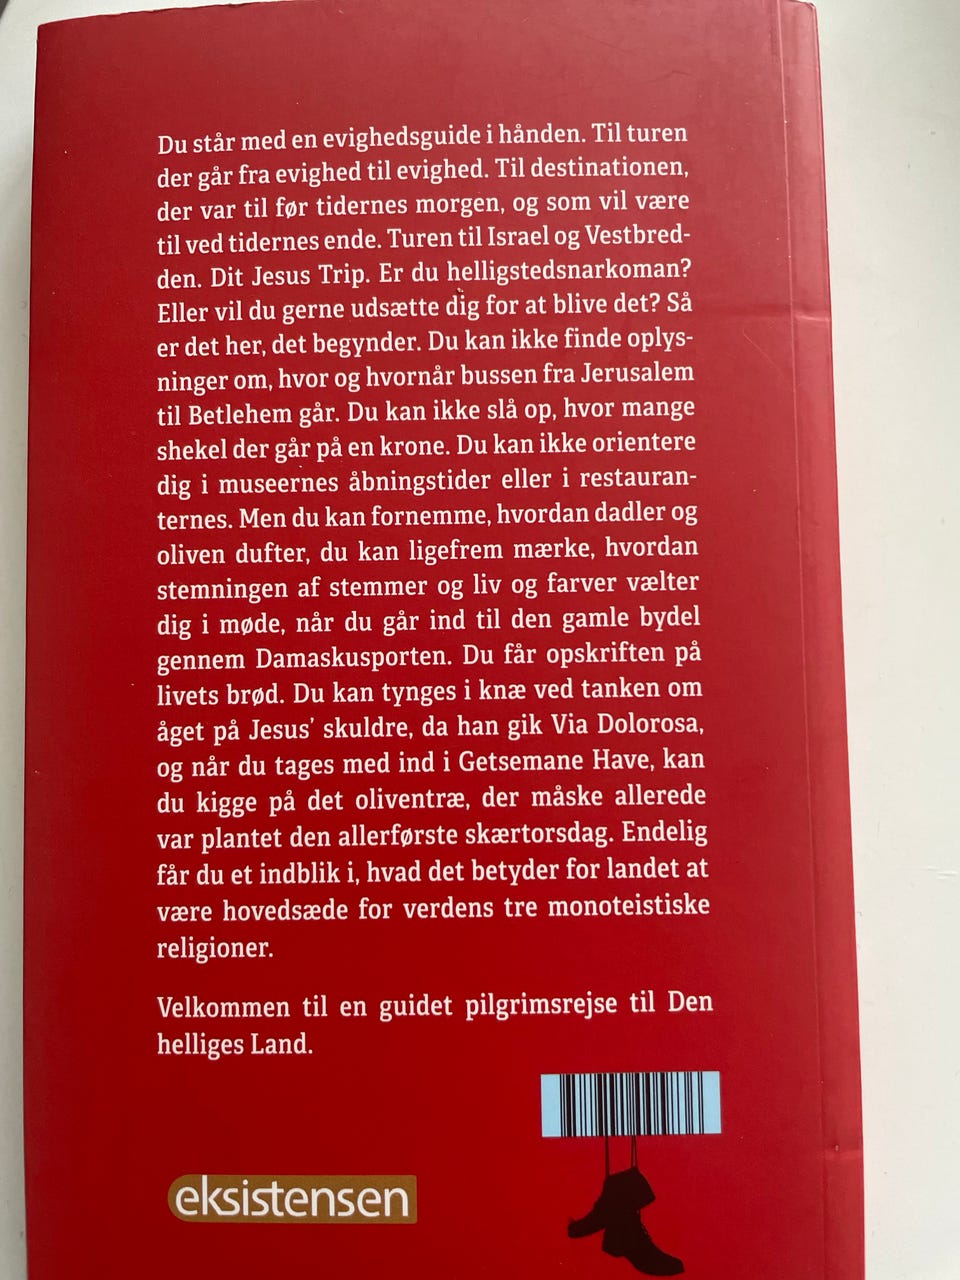 Du står med en evighedsguide i hånden. Til turen
der går fra evighed til evighed. Til destinationen,
der var til før tidernes morgen, og som vil være
til ved tidernes ende. Turen til Israel og Vestbred-
den. Dit Jesus Trip. Er du helligstedsnarkoman?
Eller vil du gerne udsætte dig for at blive det? Så
er det her, det begynder. Du kan ikke finde oplys-
ninger om, hvor og hvornår bussen fra Jerusalem
til Betlehem går. Du kan ikke slå op, hvor mange
shekel der går på en krone. Du kan ikke orientere
dig i museernes åbningstider eller i restauran-
ternes. Men du kan fornemme, hvordan dadler og
oliven dufter, du kan ligefrem mærke, hvordan
stemningen af stemmer og liv og farver vælter
dig i møde, når du går ind til den gamle bydel
gennem Damaskusporten. Du får opskriften på
livets brød. Du kan tynges i knæ ved tanken om
åget på Jesus’ skuldre, da han gik Via Dolorosa,
og når du tages med ind i Getsemane Have, kan
du kigge på det oliventræ, der måske allerede
var plantet den allerførste skærtorsdag. Endelig
får du et indblik i, hvad det betyder for landet at
være hovedsæde for verdens tre monoteistiske
religioner.
Velkommen til en guidet pilgrimsrejse til Den
helliges Land.
eksistensen